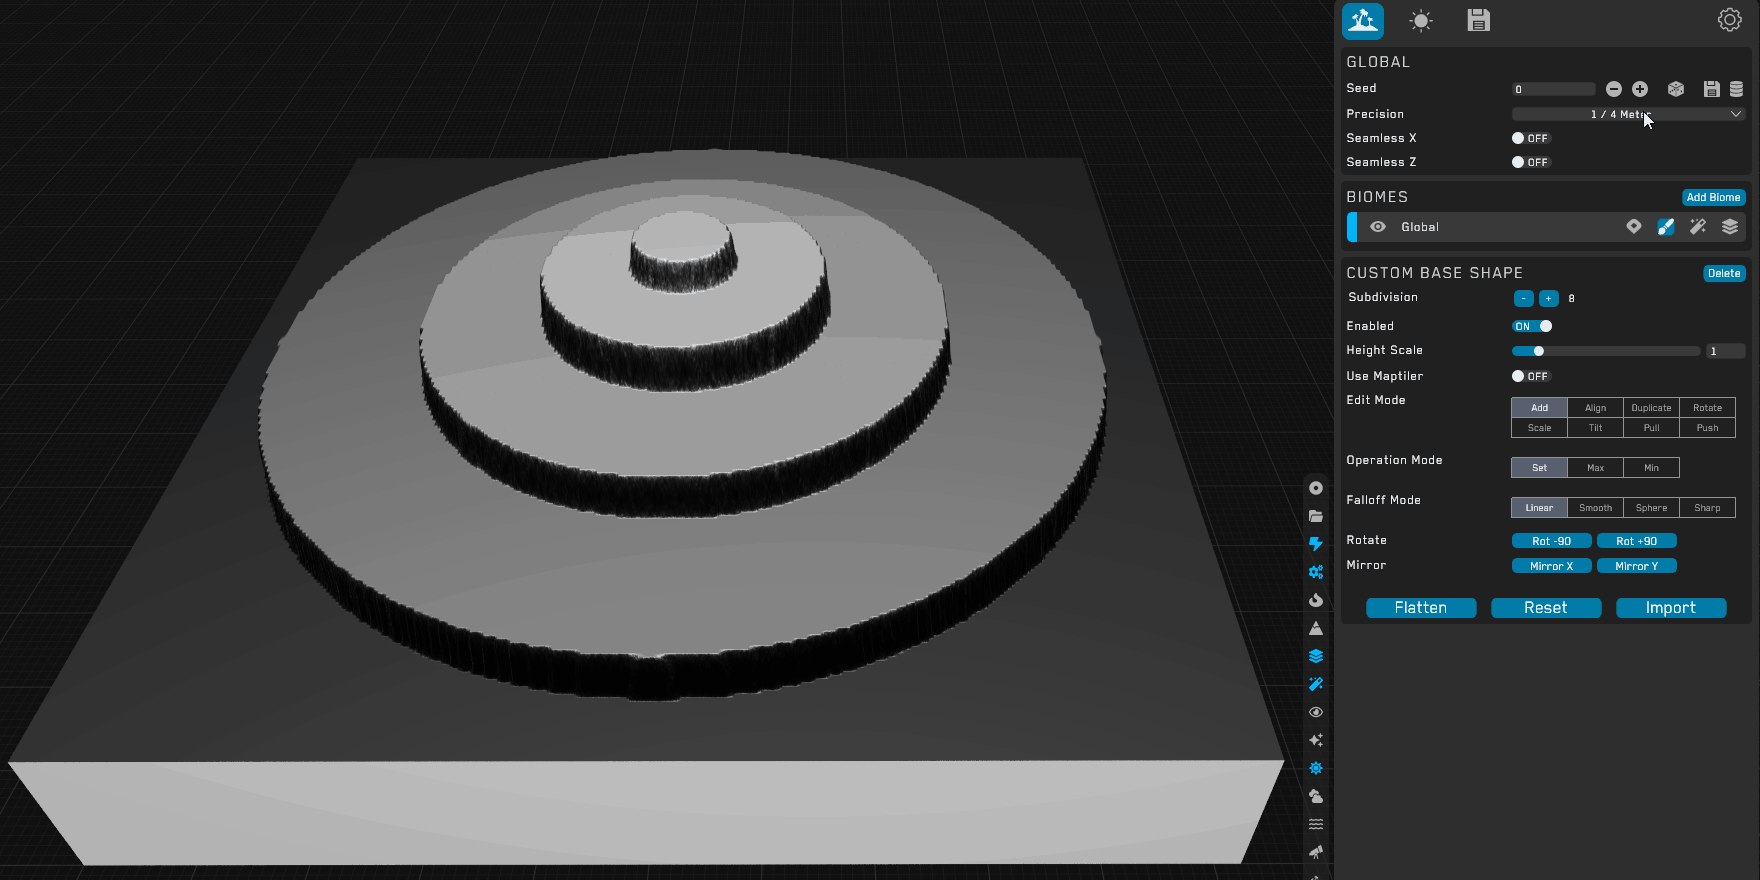 GLOBAL
Seed 0
Precision 1 / 4 Meter
Seamless X OFF
Seamless Z OFF
BIOMES Add Biome
Global
CUSTOM BASE SHAPE Delete
Subdivision - + 8
Enabled ON
Height Scale 1
Use Maptiler OFF
Edit Mode Add Align Duplicate Rotate
Scale Tilt Pull Push
Operation Mode Set Max Min
Falloff Mode Linear Smooth Sphere Sharp
Rotate Rot -90 Rot +90
Mirror Mirror X Mirror Y
Flatten Reset Import